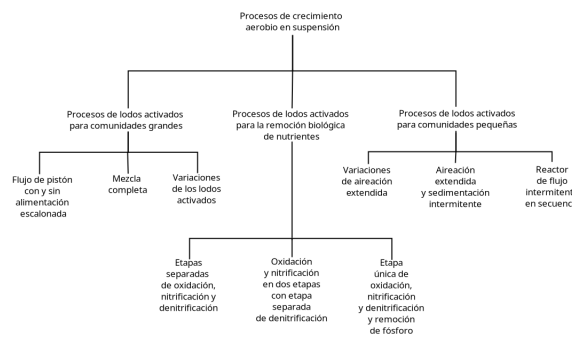 Procesos de crecimiento
aerobio en suspensión
Procesos de lodos activados
para comunidades grandes
Procesos de lodos activados
para la remoción biológica
de nutrientes
Procesos de lodos activados
para comunidades pequeñas
Flujo de pistón
con y sin
alimentación
escalonada
Mezcla
completa
Variaciones
de los lodos
activados
Variaciones
de aireación
extendida
Aireación
extendida
y sedimentación
intermitente
Reactor
de flujo
intermitent
en secuenc
Etapas
separadas
de oxidación,
nitrificación y
denitrificación
Oxidación
y nitrificación
en dos etapas
con etapa
separada
de denitrificación
Etapa
única de
oxidación,
nitrificación
y denitrificación
y remoción
de fósforo